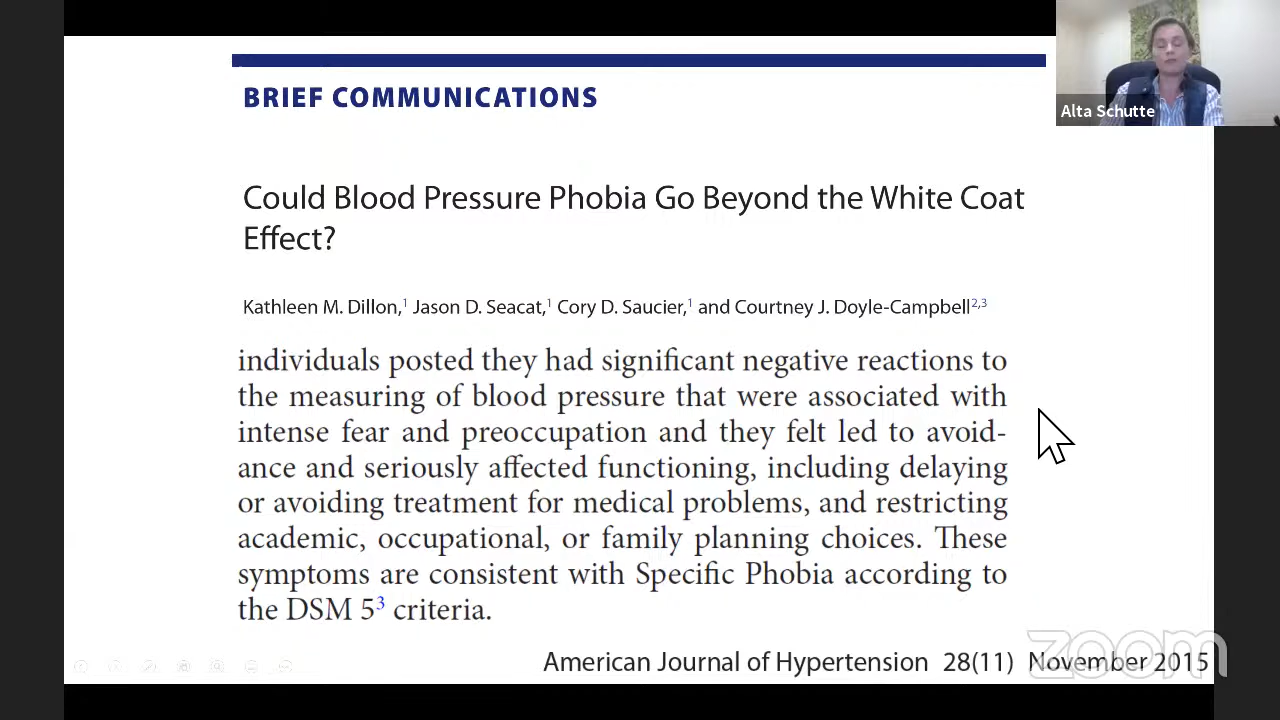 BRIEF COMMUNICATIONS
Alta Schutte
Could Blood Pressure Phobia Go Beyond the White Coat
Effect?
Kathleen M. Dillon,¹ Jason D. Seacat,¹ Cory D. Saucier,¹ and Courtney J. Doyle-Campbell²,³
individuals posted they had significant negative reactions to
the measuring of blood pressure that were associated with
intense fear and preoccupation and they felt led to avoid-
ance and seriously affected functioning, including delaying
or avoiding treatment for medical problems, and restricting
academic, occupational, or family planning choices. These
symptoms are consistent with Specific Phobia according to
the DSM 5³ criteria.
American Journal of Hypertension 28(11) November 2015
zoom